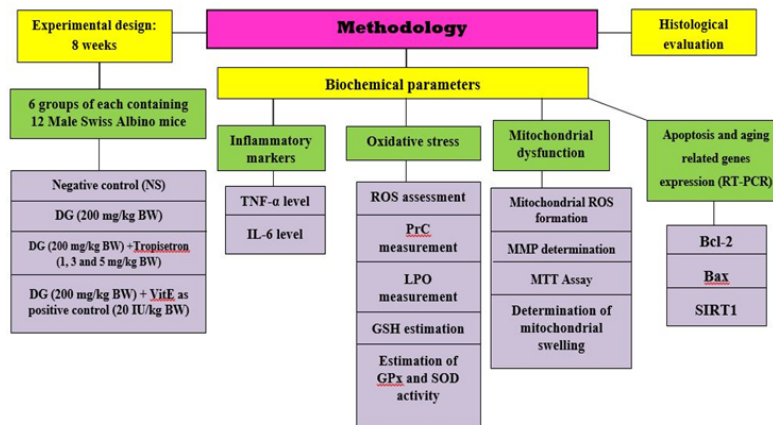 Methodology
Experimental design:
8 weeks
Histological
evaluation
Biochemical parameters
6 groups of each containing
12 Male Swiss Albino mice
Negative control (NS)
DG (200 mg/kg BW)
DG (200 mg/kg BW) +Tropisetron
(1, 3 and 5 mg/kg BW)
DG (200 mg/kg BW) + VitE as
positive control (20 IU/kg BW)
Inflammatory
markers
TNF-α level
IL-6 level
Oxidative stress
ROS assessment
PrC
measurement
LPO
measurement
GSH estimation
Estimation of
GPx and SOD
activity
Mitochondrial
dysfunction
Mitochondrial ROS
formation
MMP determination
MTT Assay
Determination of
mitochondrial
swelling
Apoptosis and aging
related genes
expression (RT-PCR)
Bcl-2
Bax
SIRT1